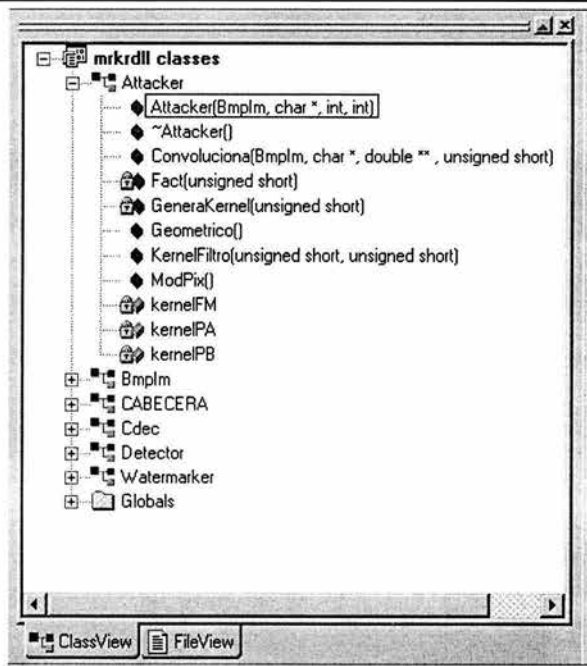 mrkrdll classes
Attacker
Attacker(BmpIm, char *, int, int)
~Attacker()
Convoluciona(BmpIm, char *, double ** , unsigned short)
Fact(unsigned short)
GeneraKernel(unsigned short)
Geometrico()
KernelFiltro(unsigned short, unsigned short)
ModPix()
kernelFM
kernelPA
kernelPB
BmpIm
CABECERA
Cdec
Detector
Watermarker
Globals
ClassView FileView